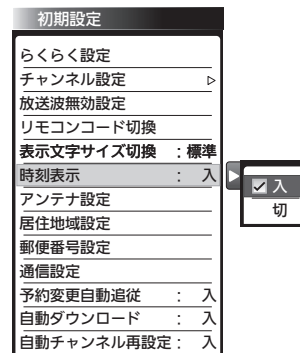 初期設定
らくらく設定
チャンネル設定
放送波無効設定
リモコンコード切換
表示文字サイズ切換 : 標準
時刻表示 : 入
入
切
アンテナ設定
居住地域設定
郵便番号設定
通信設定
予約変更自動追従 : 入
自動ダウンロード : 入
自動チャンネル再設定 : 入